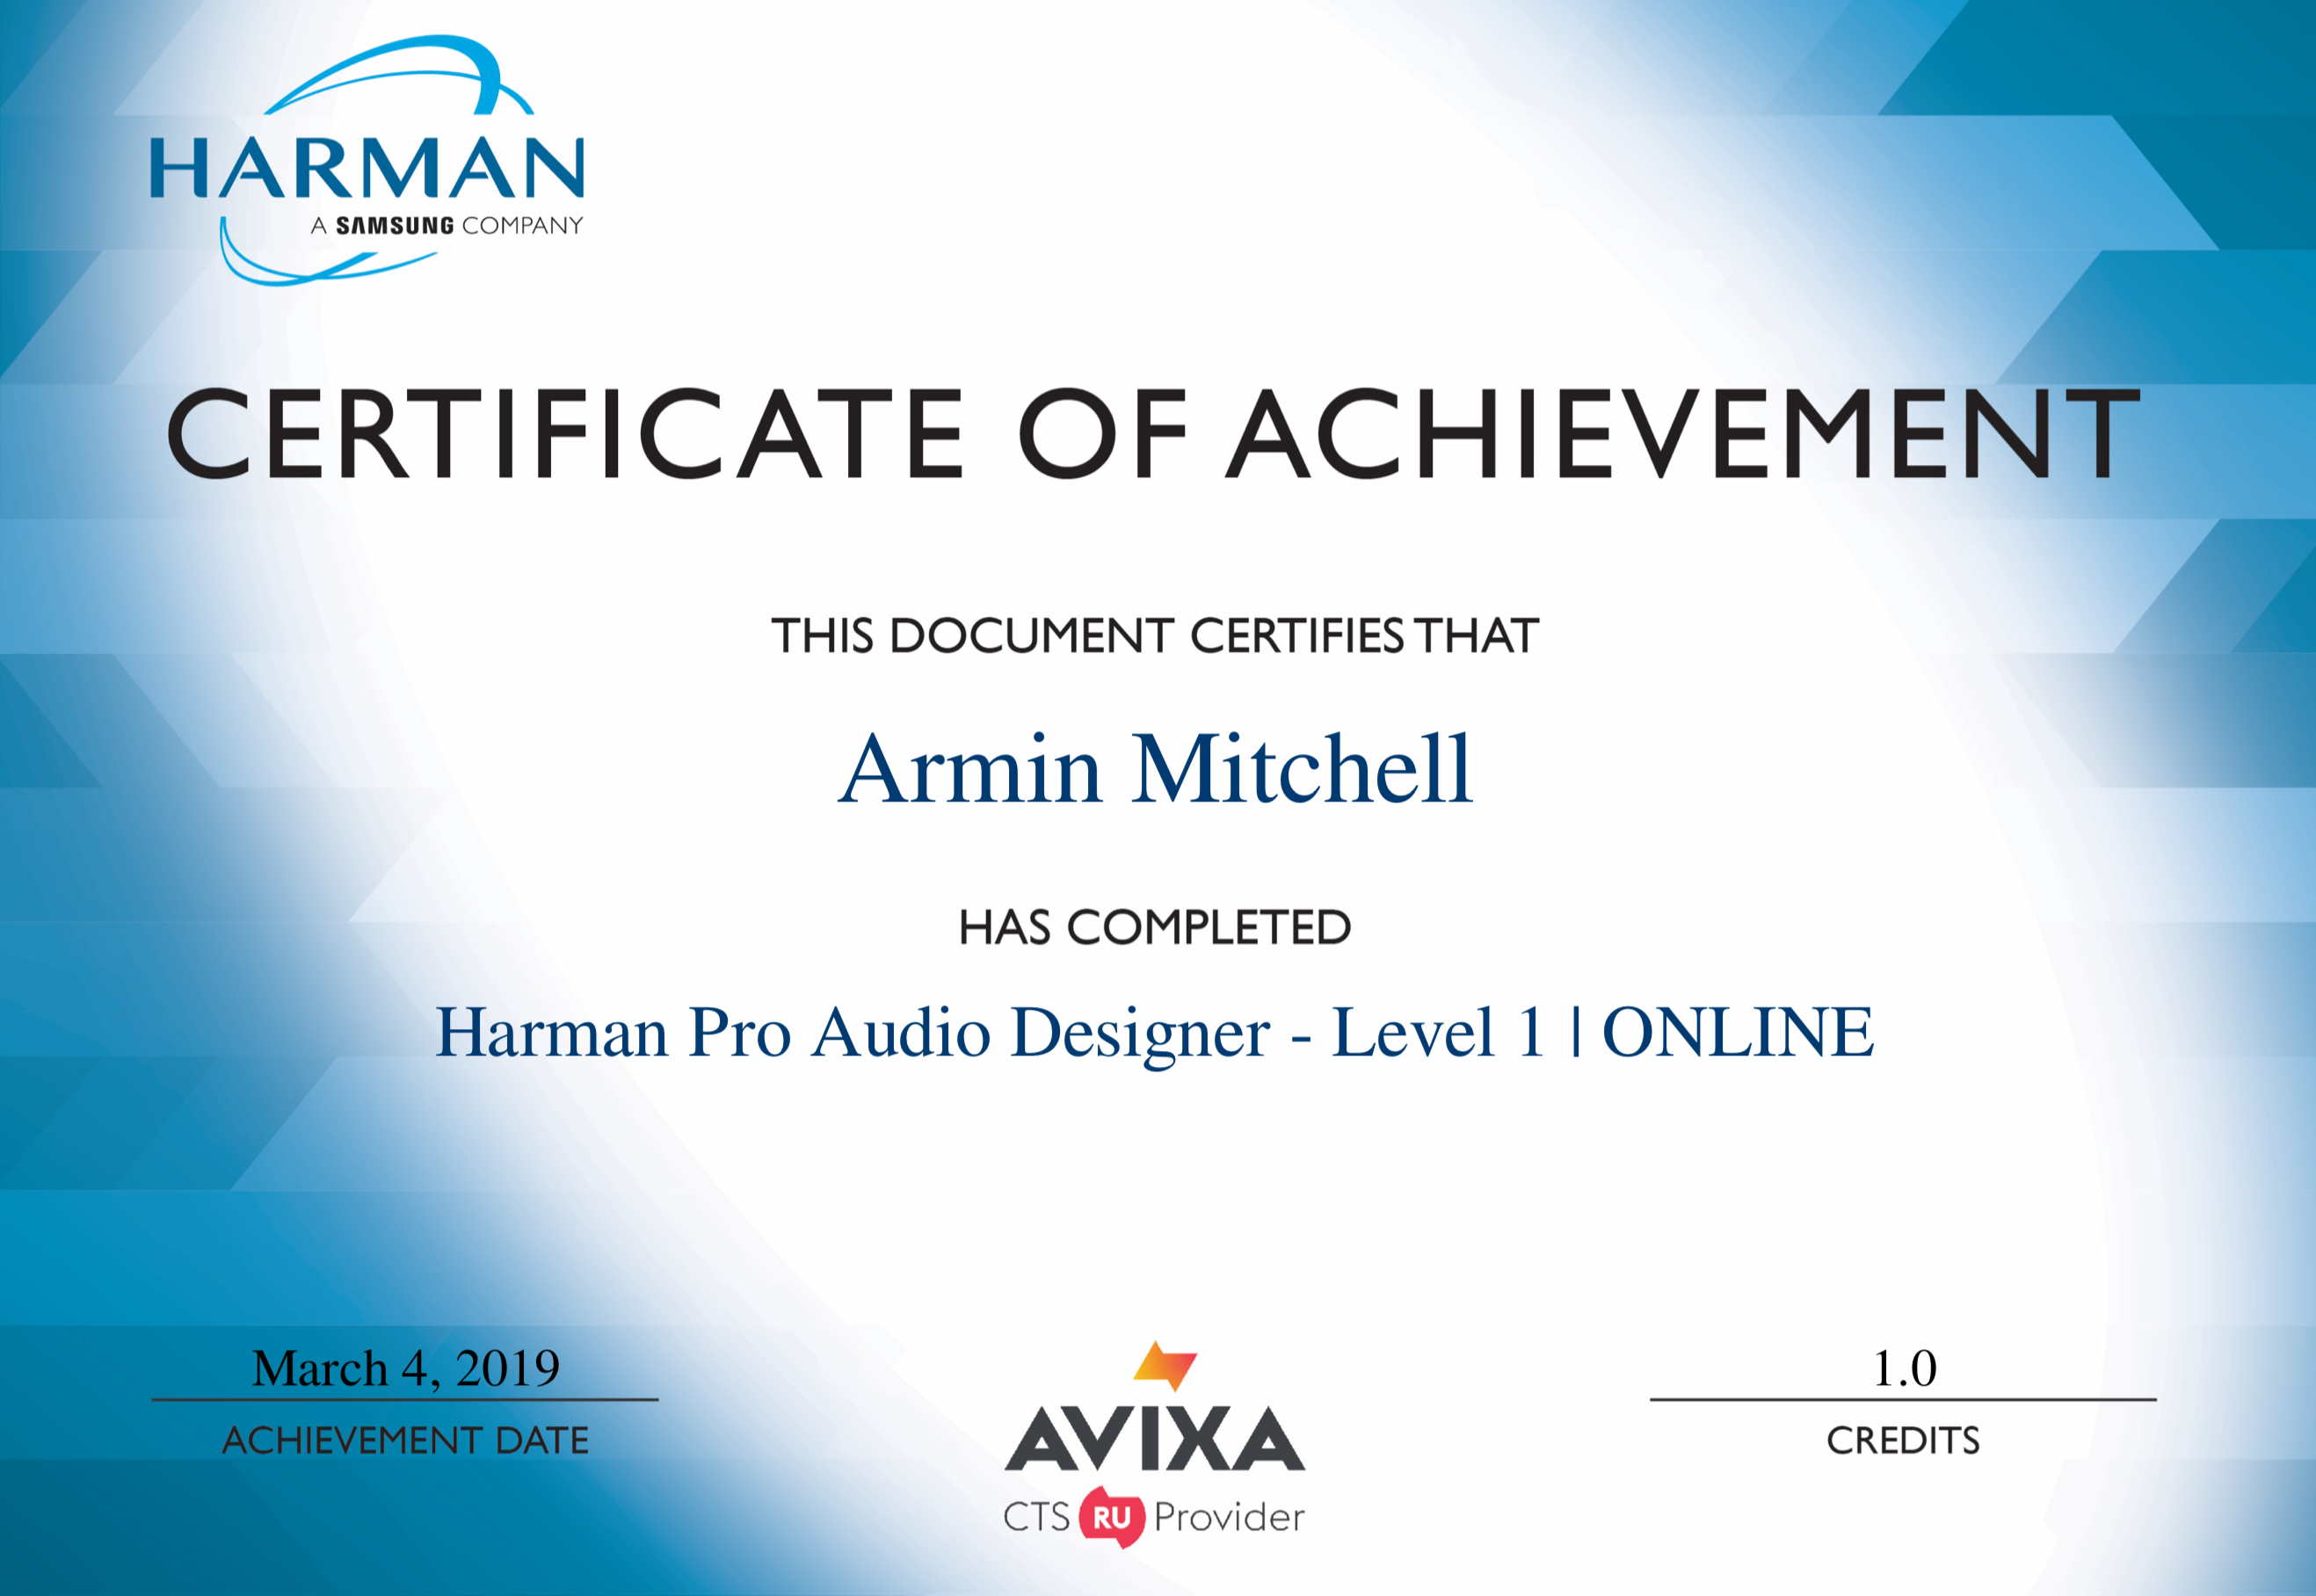 HARMAN
A SAMSUNG COMPANY
CERTIFICATE OF ACHIEVEMENT
THIS DOCUMENT CERTIFIES THAT
Armin Mitchell
HAS COMPLETED
Harman Pro Audio Designer - Level 1 | ONLINE
March 4, 2019
ACHIEVEMENT DATE
AVIXA
CTS RU Provider
1.0
CREDITS